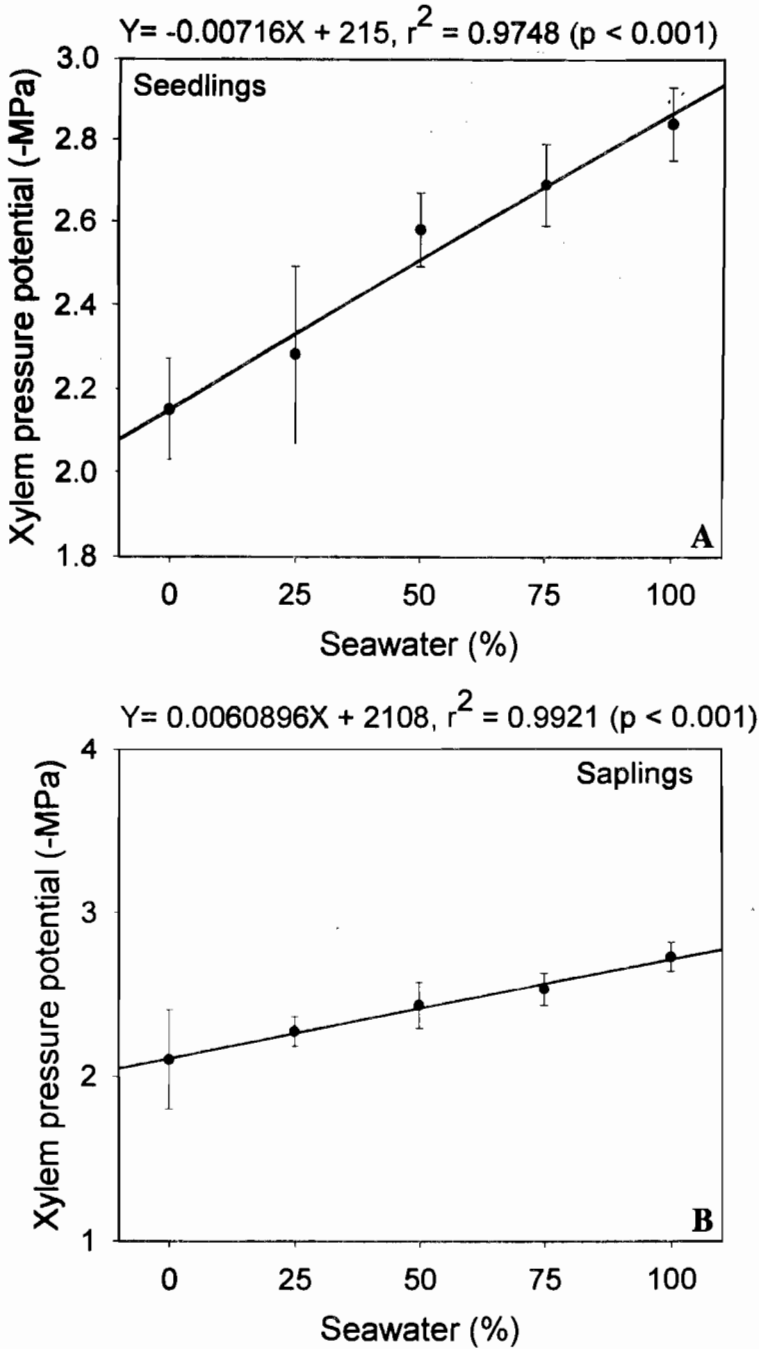 Y= -0.00716X + 215, r2 = 0.9748 (p < 0.001)
Seedlings
Xylem pressure potential (-MPa)
3.0
2.8
2.6
2.4
2.2
2.0
1.8
A
0 25 50 75 100
Seawater (%)
Y= 0.0060896X + 2108, r2 = 0.9921 (p < 0.001)
Saplings
Xylem pressure potential (-MPa)
4
3
2
1
B
0 25 50 75 100
Seawater (%)